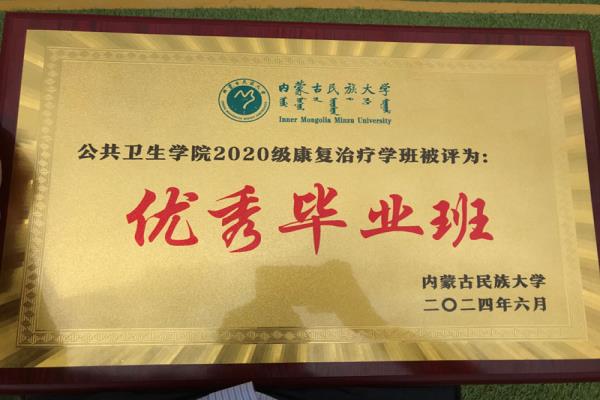 内蒙古民族大学
Inner Mongolia Minzu University
公共卫生学院2020级康复治疗学班被评为：
优秀毕业班
内蒙古民族大学
二〇二四年六月